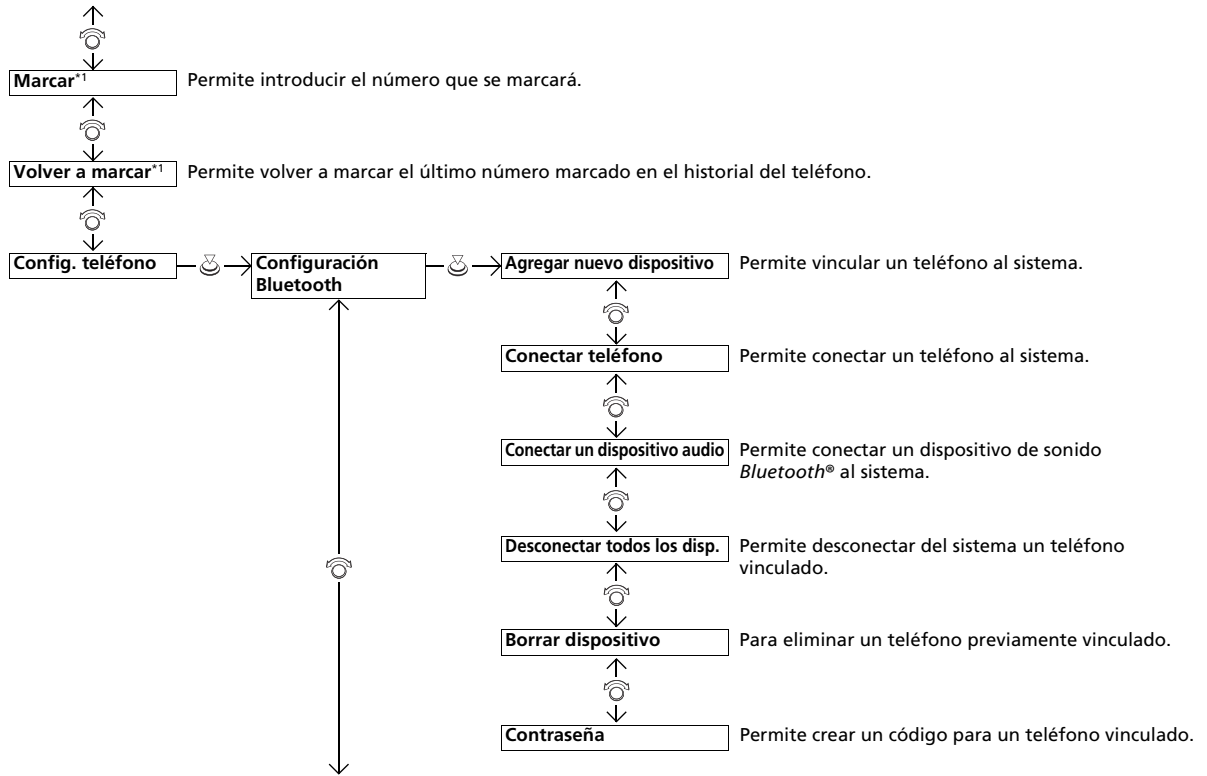 Marcar*1 Permite introducir el número que se marcará.
Volver a marcar*1 Permite volver a marcar el último número marcado en el historial del teléfono.
Config. teléfono
Configuración
Bluetooth
Agregar nuevo dispositivo Permite vincular un teléfono al sistema.
Conectar teléfono Permite conectar un teléfono al sistema.
Conectar un dispositivo audio Permite conectar un dispositivo de sonido
Bluetooth® al sistema.
Desconectar todos los disp. Permite desconectar del sistema un teléfono
vinculado.
Borrar dispositivo Para eliminar un teléfono previamente vinculado.
Contraseña Permite crear un código para un teléfono vinculado.